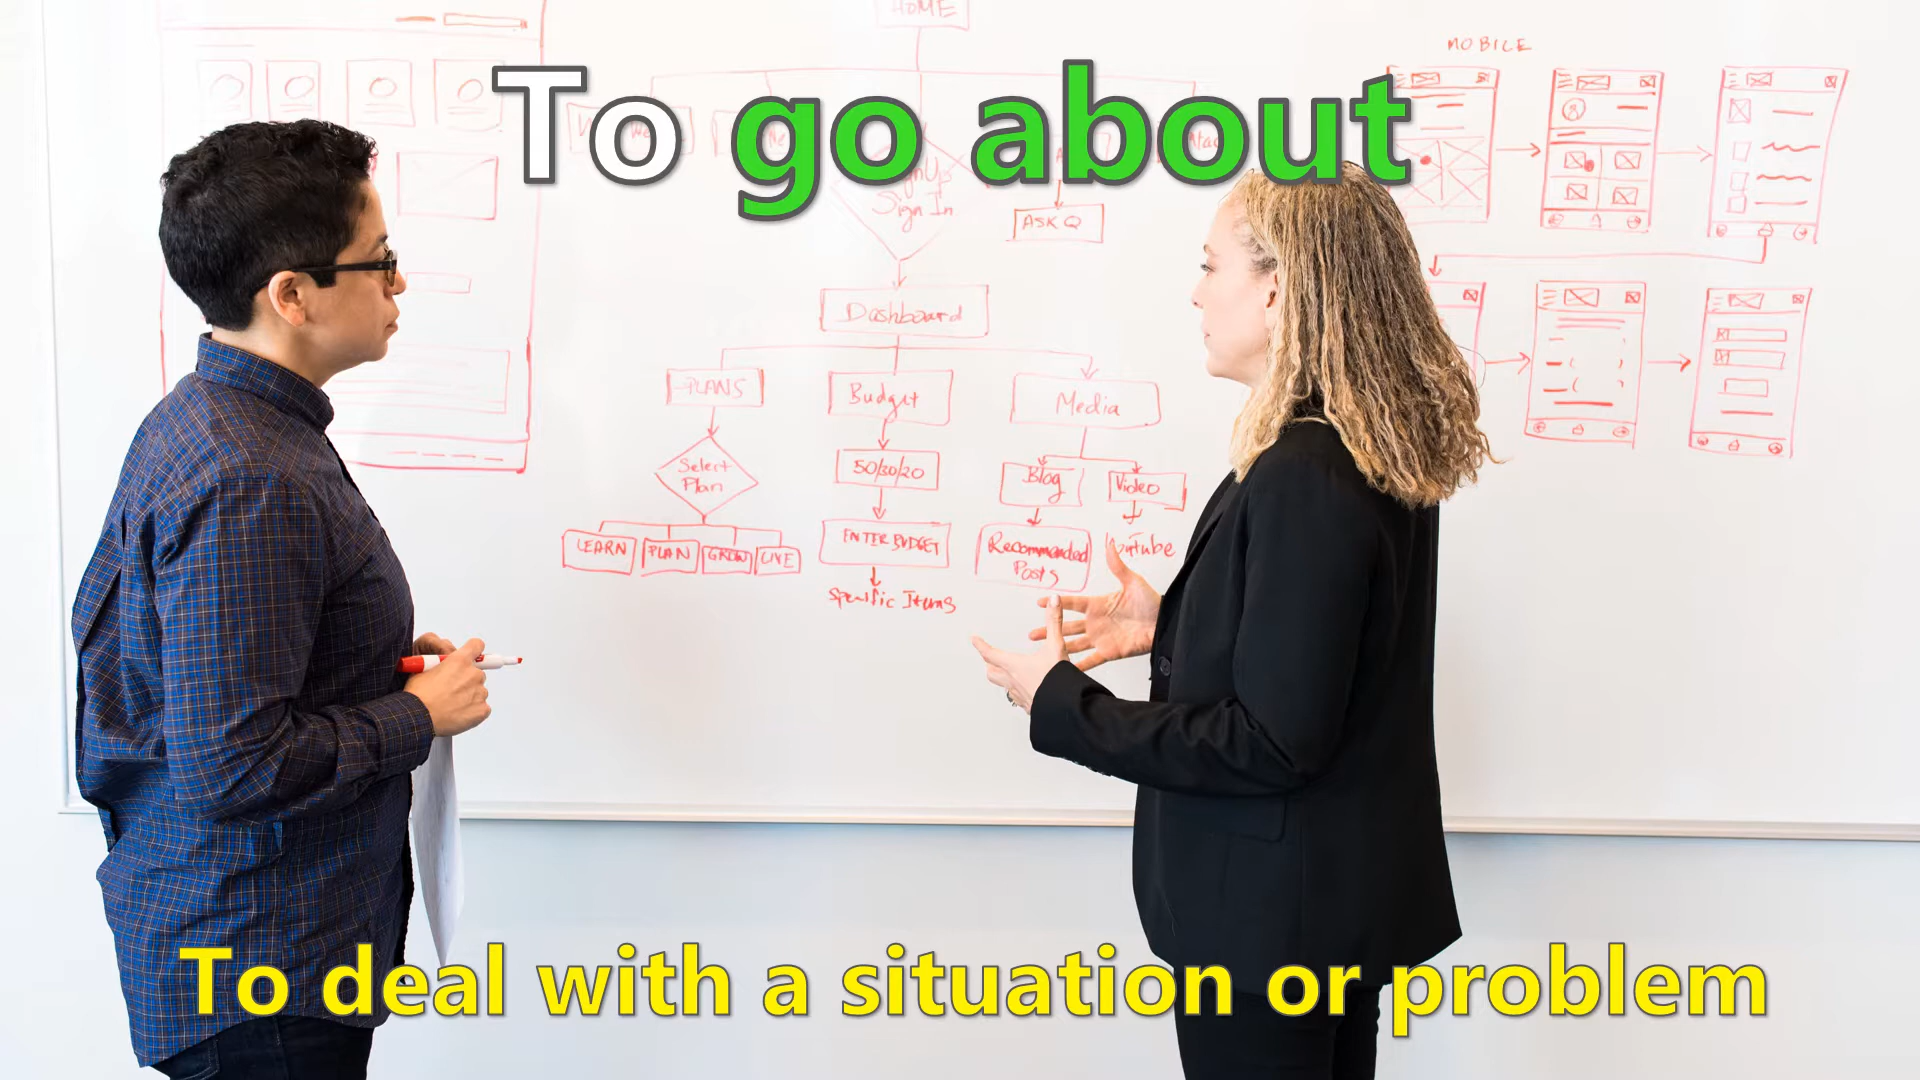 HOME
MOBILE
To go about
Sign In
ASK Q
Dashboard
PLANS
Budget
Media
Select
Plan
50/30/20
Blog
Video
LEARN
PLAN
GROW
LIVE
ENTER BUDGET
Recommended
Posts
YouTube
Specific Items
To deal with a situation or problem